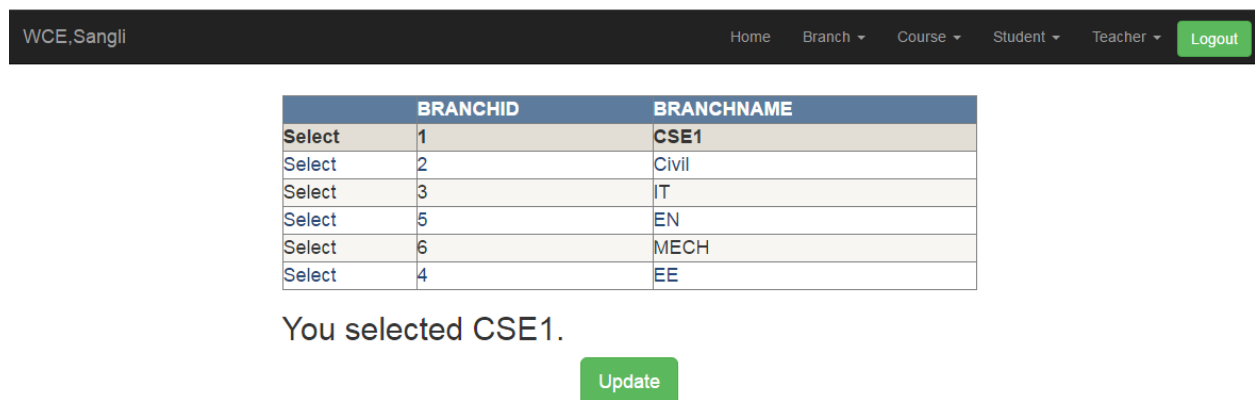 WCE,Sangli Home Branch Course Student Teacher Logout
BRANCHID BRANCHNAME
Select 1 CSE1
Select 2 Civil
Select 3 IT
Select 5 EN
Select 6 MECH
Select 4 EE
You selected CSE1.
Update